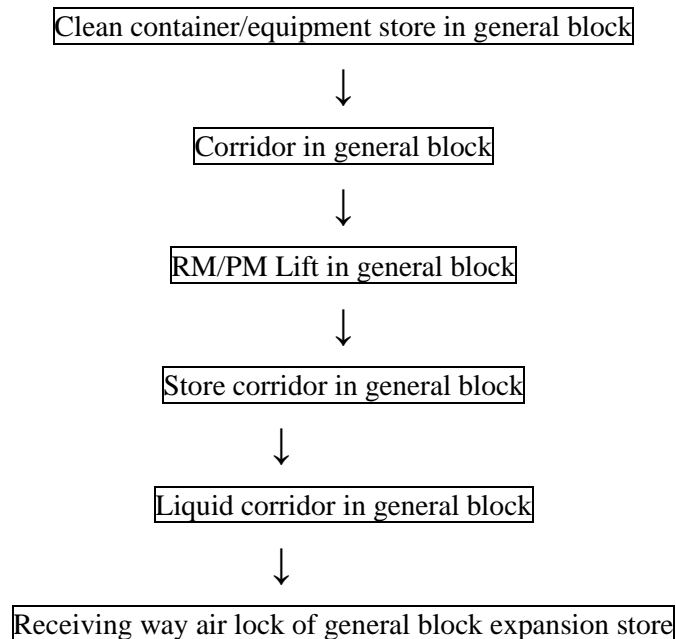 Clean container/equipment store in general block
↓
Corridor in general block
↓
RM/PM Lift in general block
↓
Store corridor in general block
↓
Liquid corridor in general block
↓
Receiving way air lock of general block expansion store